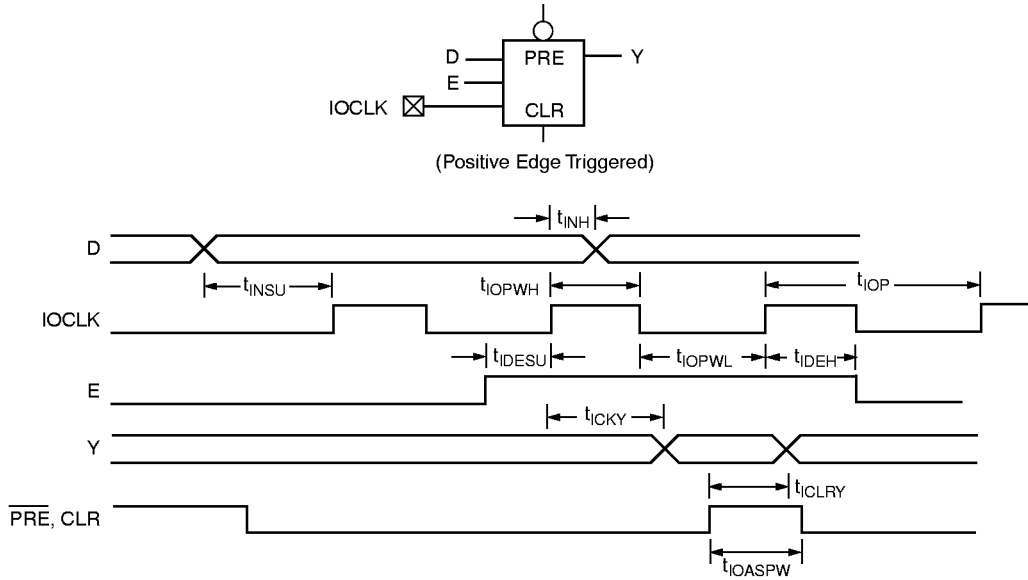 D
PRE
Y
E
IOCLK
CLR
(Positive Edge Triggered)
tINH
D
tINSU
tIOPWH
tIOP
IOCLK
tIDESU
tIOPWL
tIDEH
E
tICKY
Y
tICLRY
PRE, CLR
tIOASPW